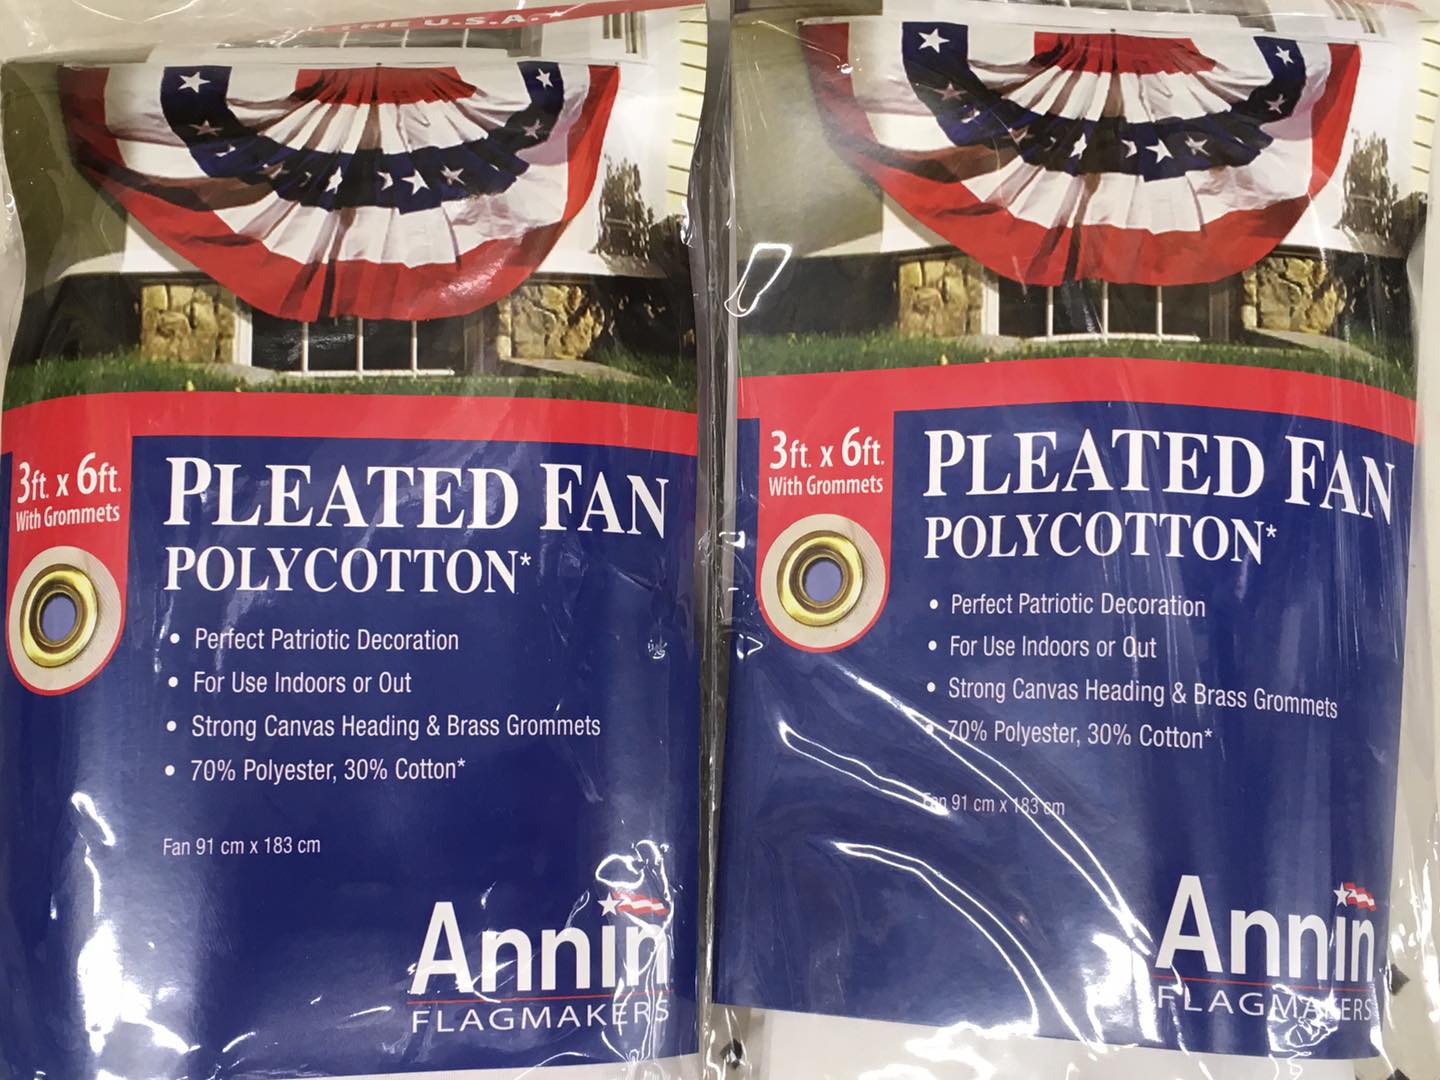 THE U.S.A.
3ft. x 6ft.
With Grommets
PLEATED FAN
POLYCOTTON*
• Perfect Patriotic Decoration
• For Use Indoors or Out
• Strong Canvas Heading & Brass Grommets
• 70% Polyester, 30% Cotton*
Fan 91 cm x 183 cm
Annin
FLAGMAKERS
3ft. x 6ft.
With Grommets
PLEATED FAN
POLYCOTTON*
• Perfect Patriotic Decoration
• For Use Indoors or Out
• Strong Canvas Heading & Brass Grommets
• 70% Polyester, 30% Cotton*
Fan 91 cm x 183 cm
Annin
FLAGMAKERS